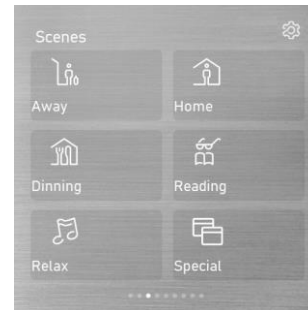 Scenes
Away
Home
Dinning
Reading
Relax
Special